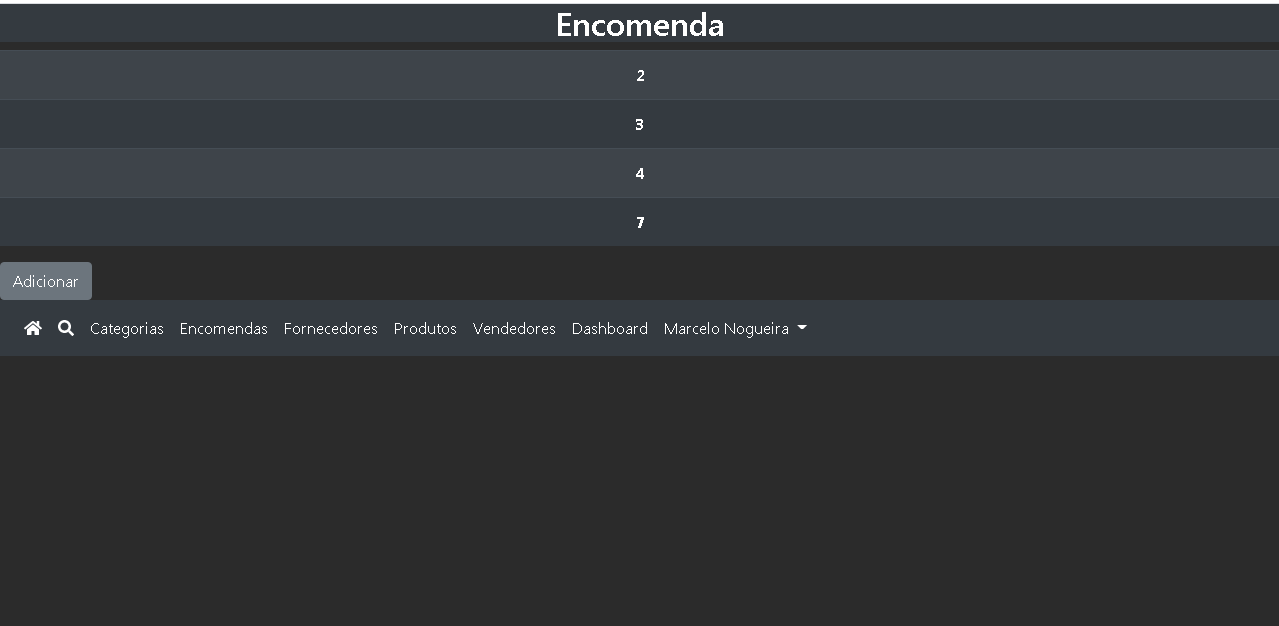 Encomenda
2
3
4
7
Adicionar
Categorias Encomendas Fornecedores Produtos Vendedores Dashboard Marcelo Nogueira